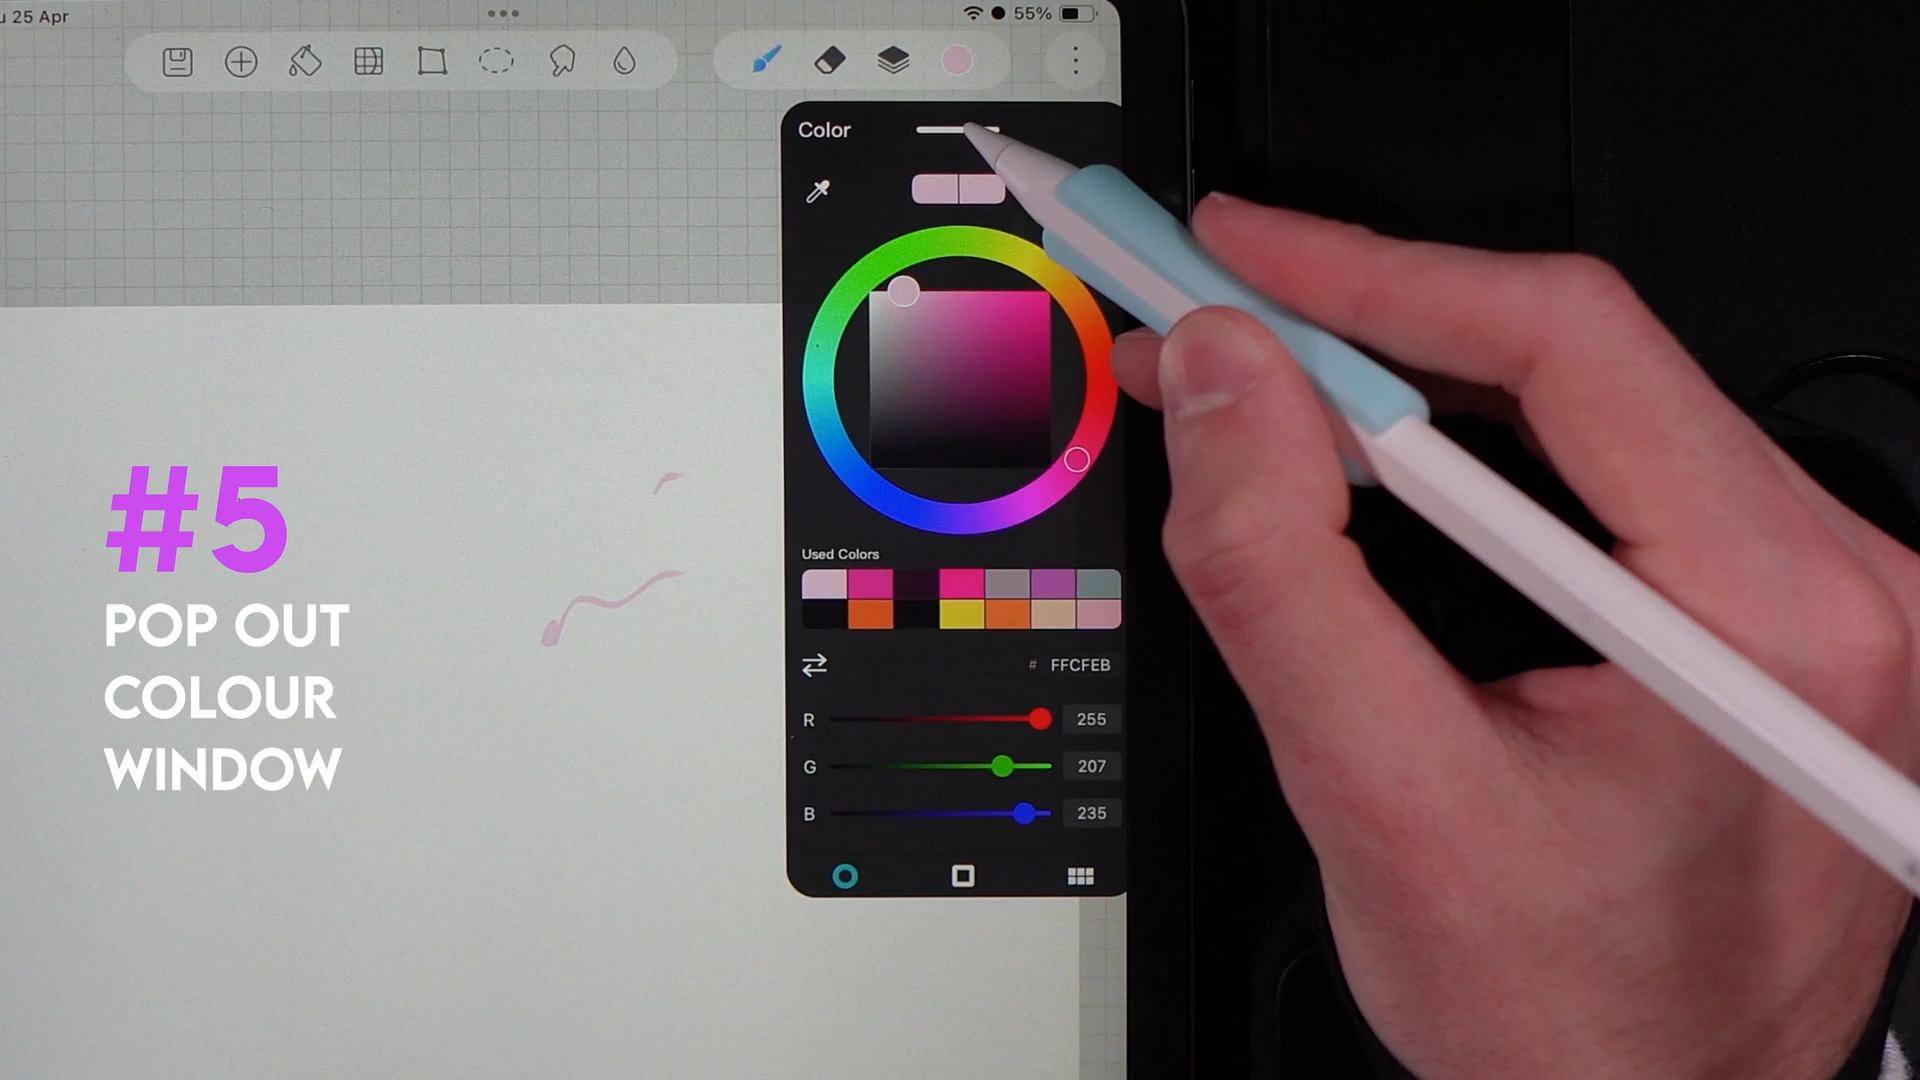 25 Apr
55%
Color
#5
POP OUT
COLOUR
WINDOW
Used Colors
# FFCFEB
R 255
G 207
B 235